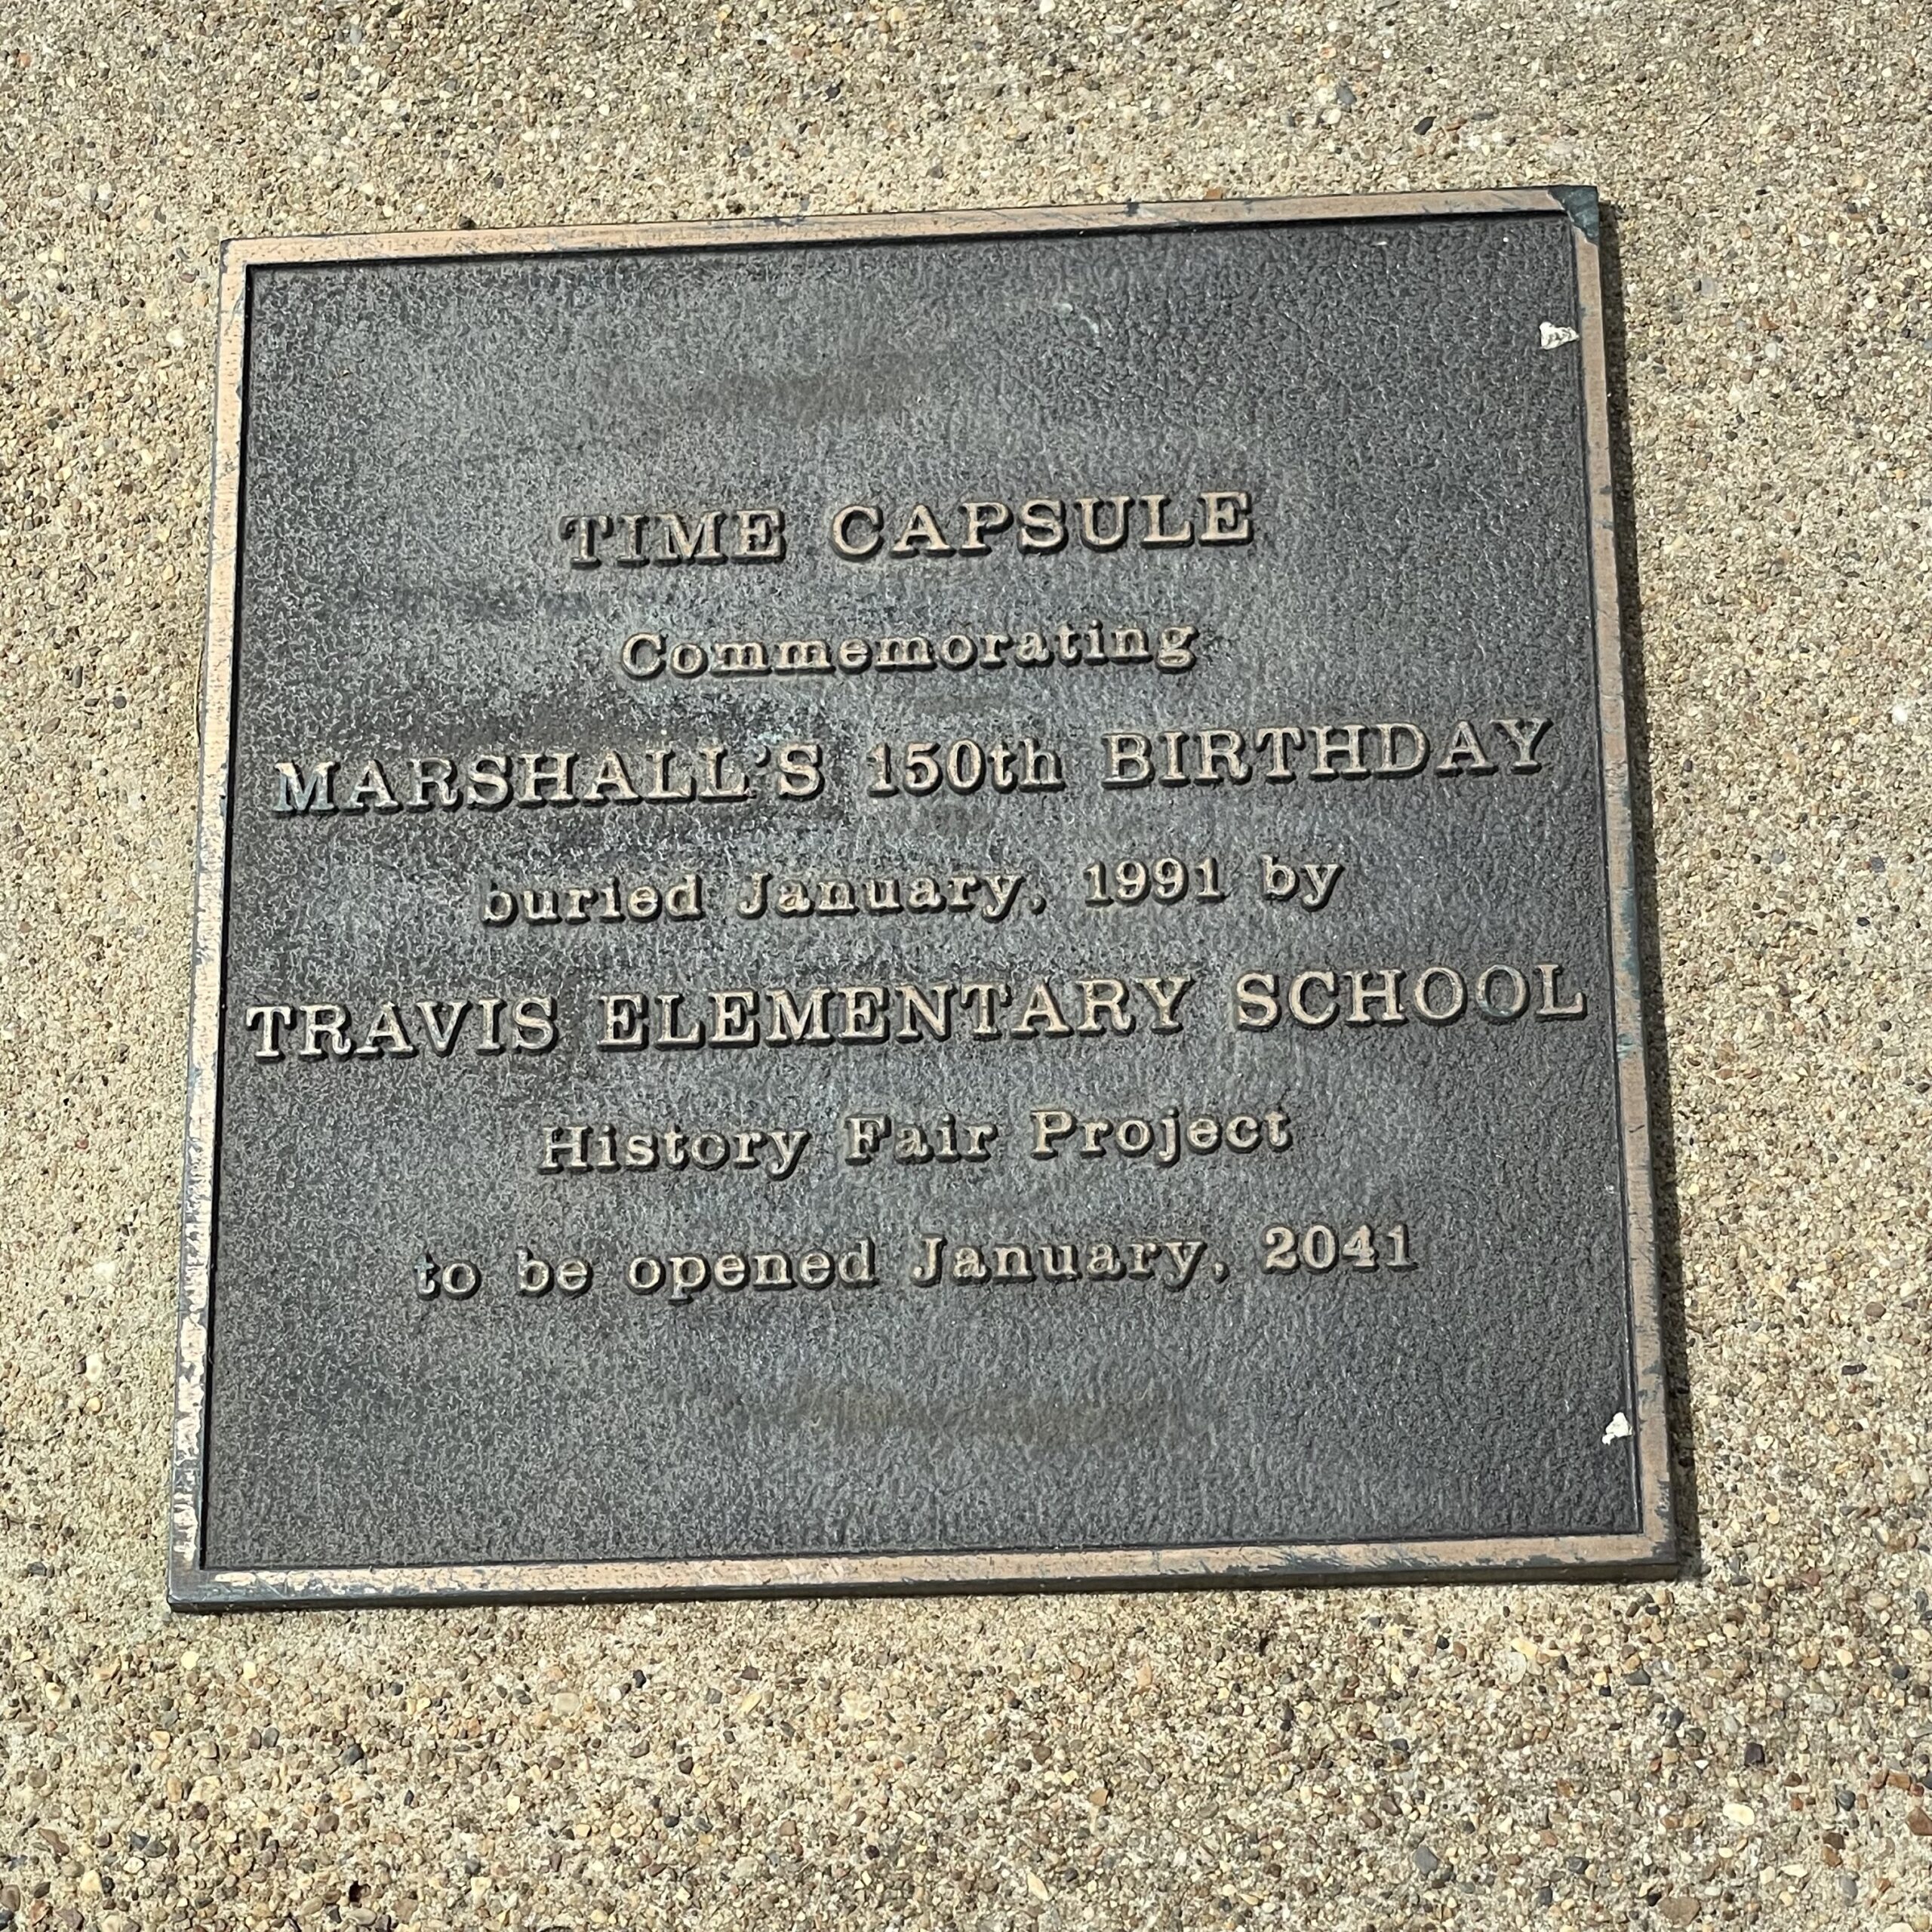 TIME CAPSULE
Commemorating
MARSHALL'S 150th BIRTHDAY
buried January, 1991 by
TRAVIS ELEMENTARY SCHOOL
History Fair Project
to be opened January, 2041